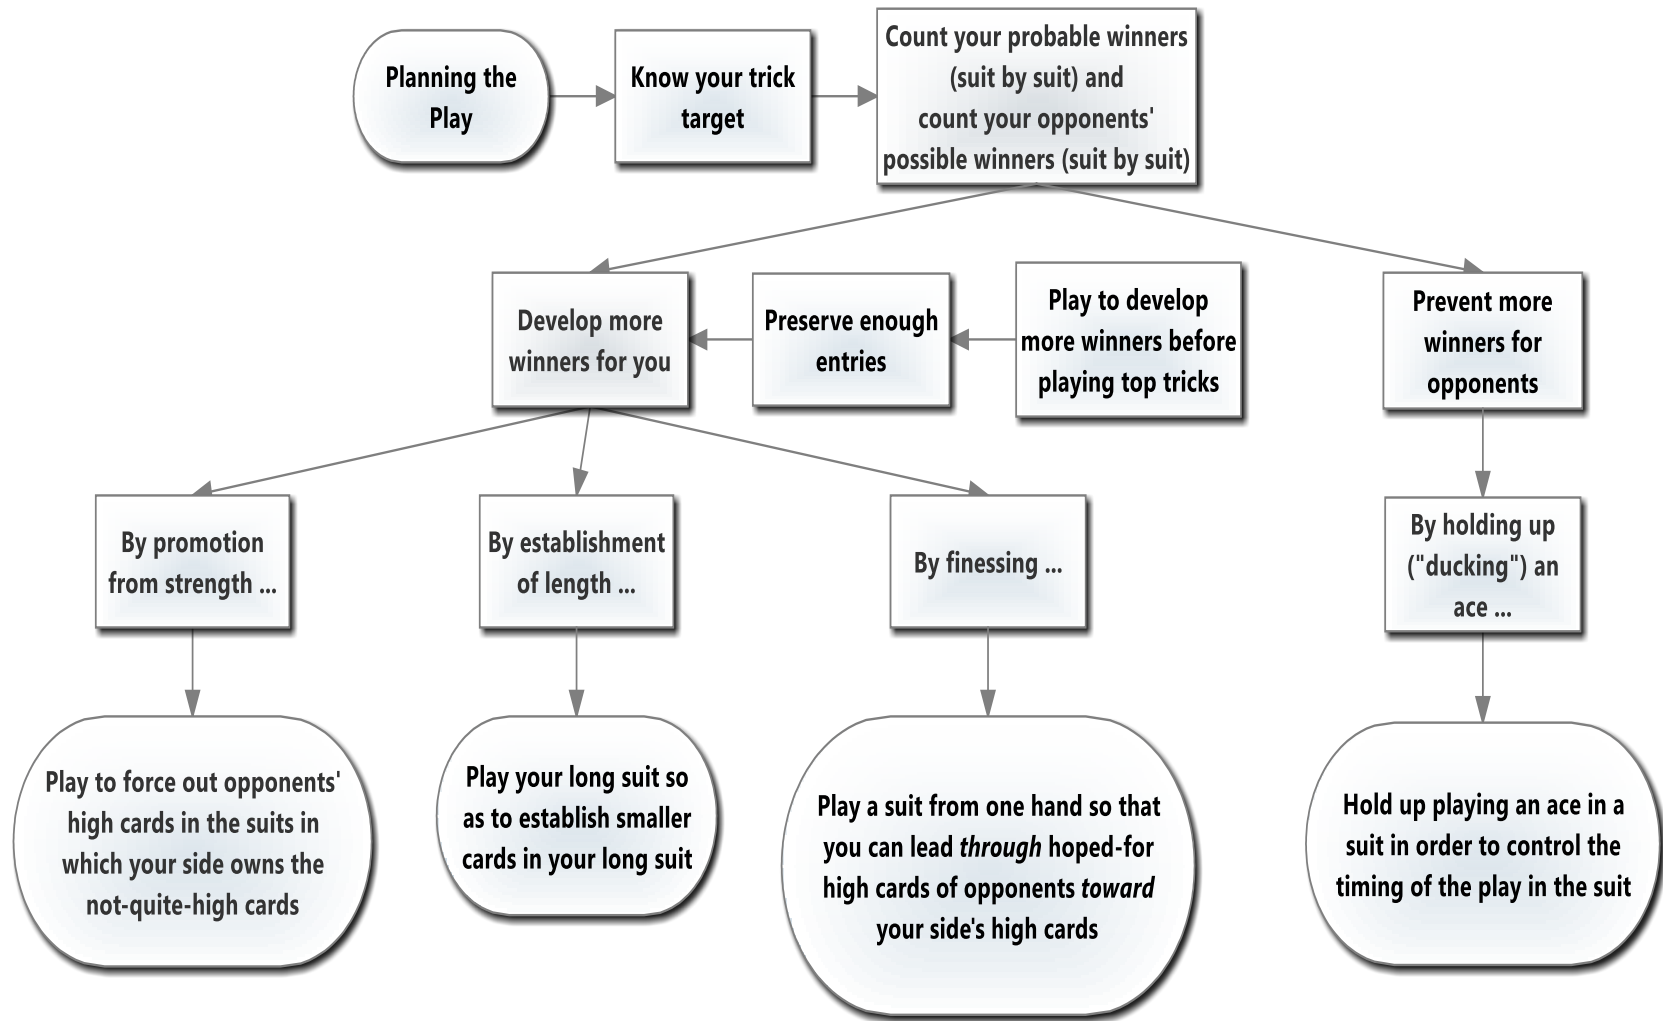 Planning the
Play
Know your trick
target
Count your probable winners
(suit by suit) and
count your opponents'
possible winners (suit by suit)
Develop more
winners for you
Preserve enough
entries
Play to develop
more winners before
playing top tricks
Prevent more
winners for
opponents
By promotion
from strength ...
By establishment
of length ...
By finessing ...
By holding up
("ducking") an
ace ...
Play to force out opponents'
high cards in the suits in
which your side owns the
not-quite-high cards
Play your long suit so
as to establish smaller
cards in your long suit
Play a suit from one hand so that
you can lead through hoped-for
high cards of opponents toward
your side's high cards
Hold up playing an ace in a
suit in order to control the
timing of the play in the suit